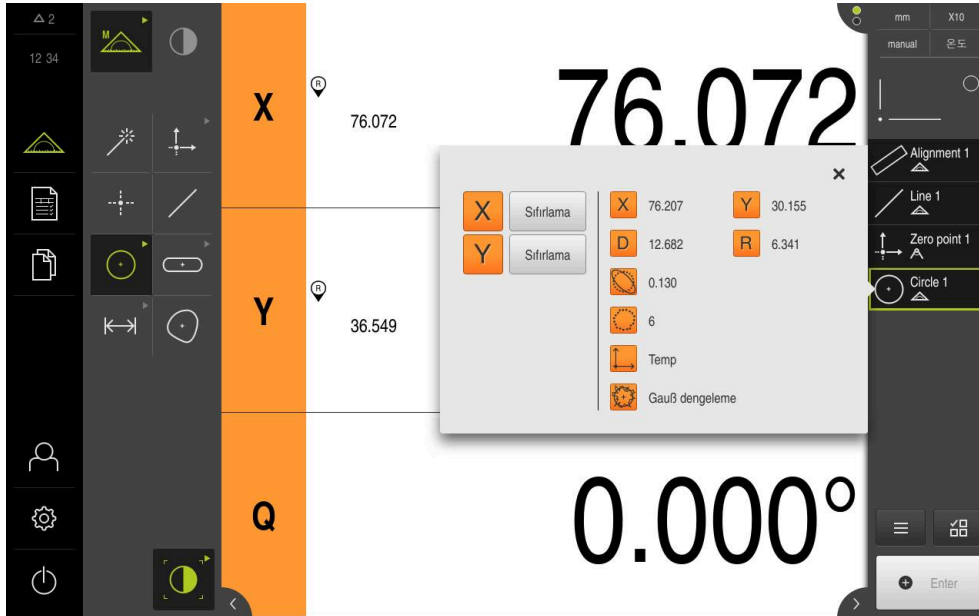 2
12 34
M
X
R
76.072
76.072
Y
R
36.549
Q
0.000°
X
Sıfırlama
Y
Sıfırlama
X
76.207
Y
30.155
D
12.682
R
6.341
0.130
6
Temp
Gauß dengeleme
mm
X10
manual
온도
Alignment 1
Line 1
Zero point 1
Circle 1
Enter